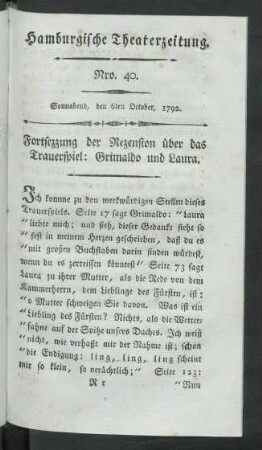 Hamburgische Theaterzeitung.
Nro. 40.
Sonnabend, den 6ten October, 1792.
Fortsezzung der Rezension über das
Trauerspiel: Grimaldo und Laura.
Ich komme zu den merkwürdigen Stellen dieses
Trauerspiels. Seite 17 sagt Grimaldo: "Laura
"liebte mich; und sieh, dieser Gedanke steht so
"fest in meinem Herzen geschrieben, daß du es
"mit großen Buchstaben darin finden würdest,
wenn du es zerreissen könntest" Seite 73 sagt
Laura zu ihrer Mutter, als die Rede von dem
Kammerherrn, dem Lieblinge des Fürsten, ist:
"o Mutter schweigen Sie davon. Was ist ein
"Liebling des Fürsten? Nichts, als die Wetter-
"fahne auf der Spitze unsers Daches. Ich weiß
"nicht, wie verhaßt mir der Nahme ist; schon
"die Endigung: ling, ling, ling scheint
mir so klein, so verächtlich;" Seite 123:
R r
"Nun